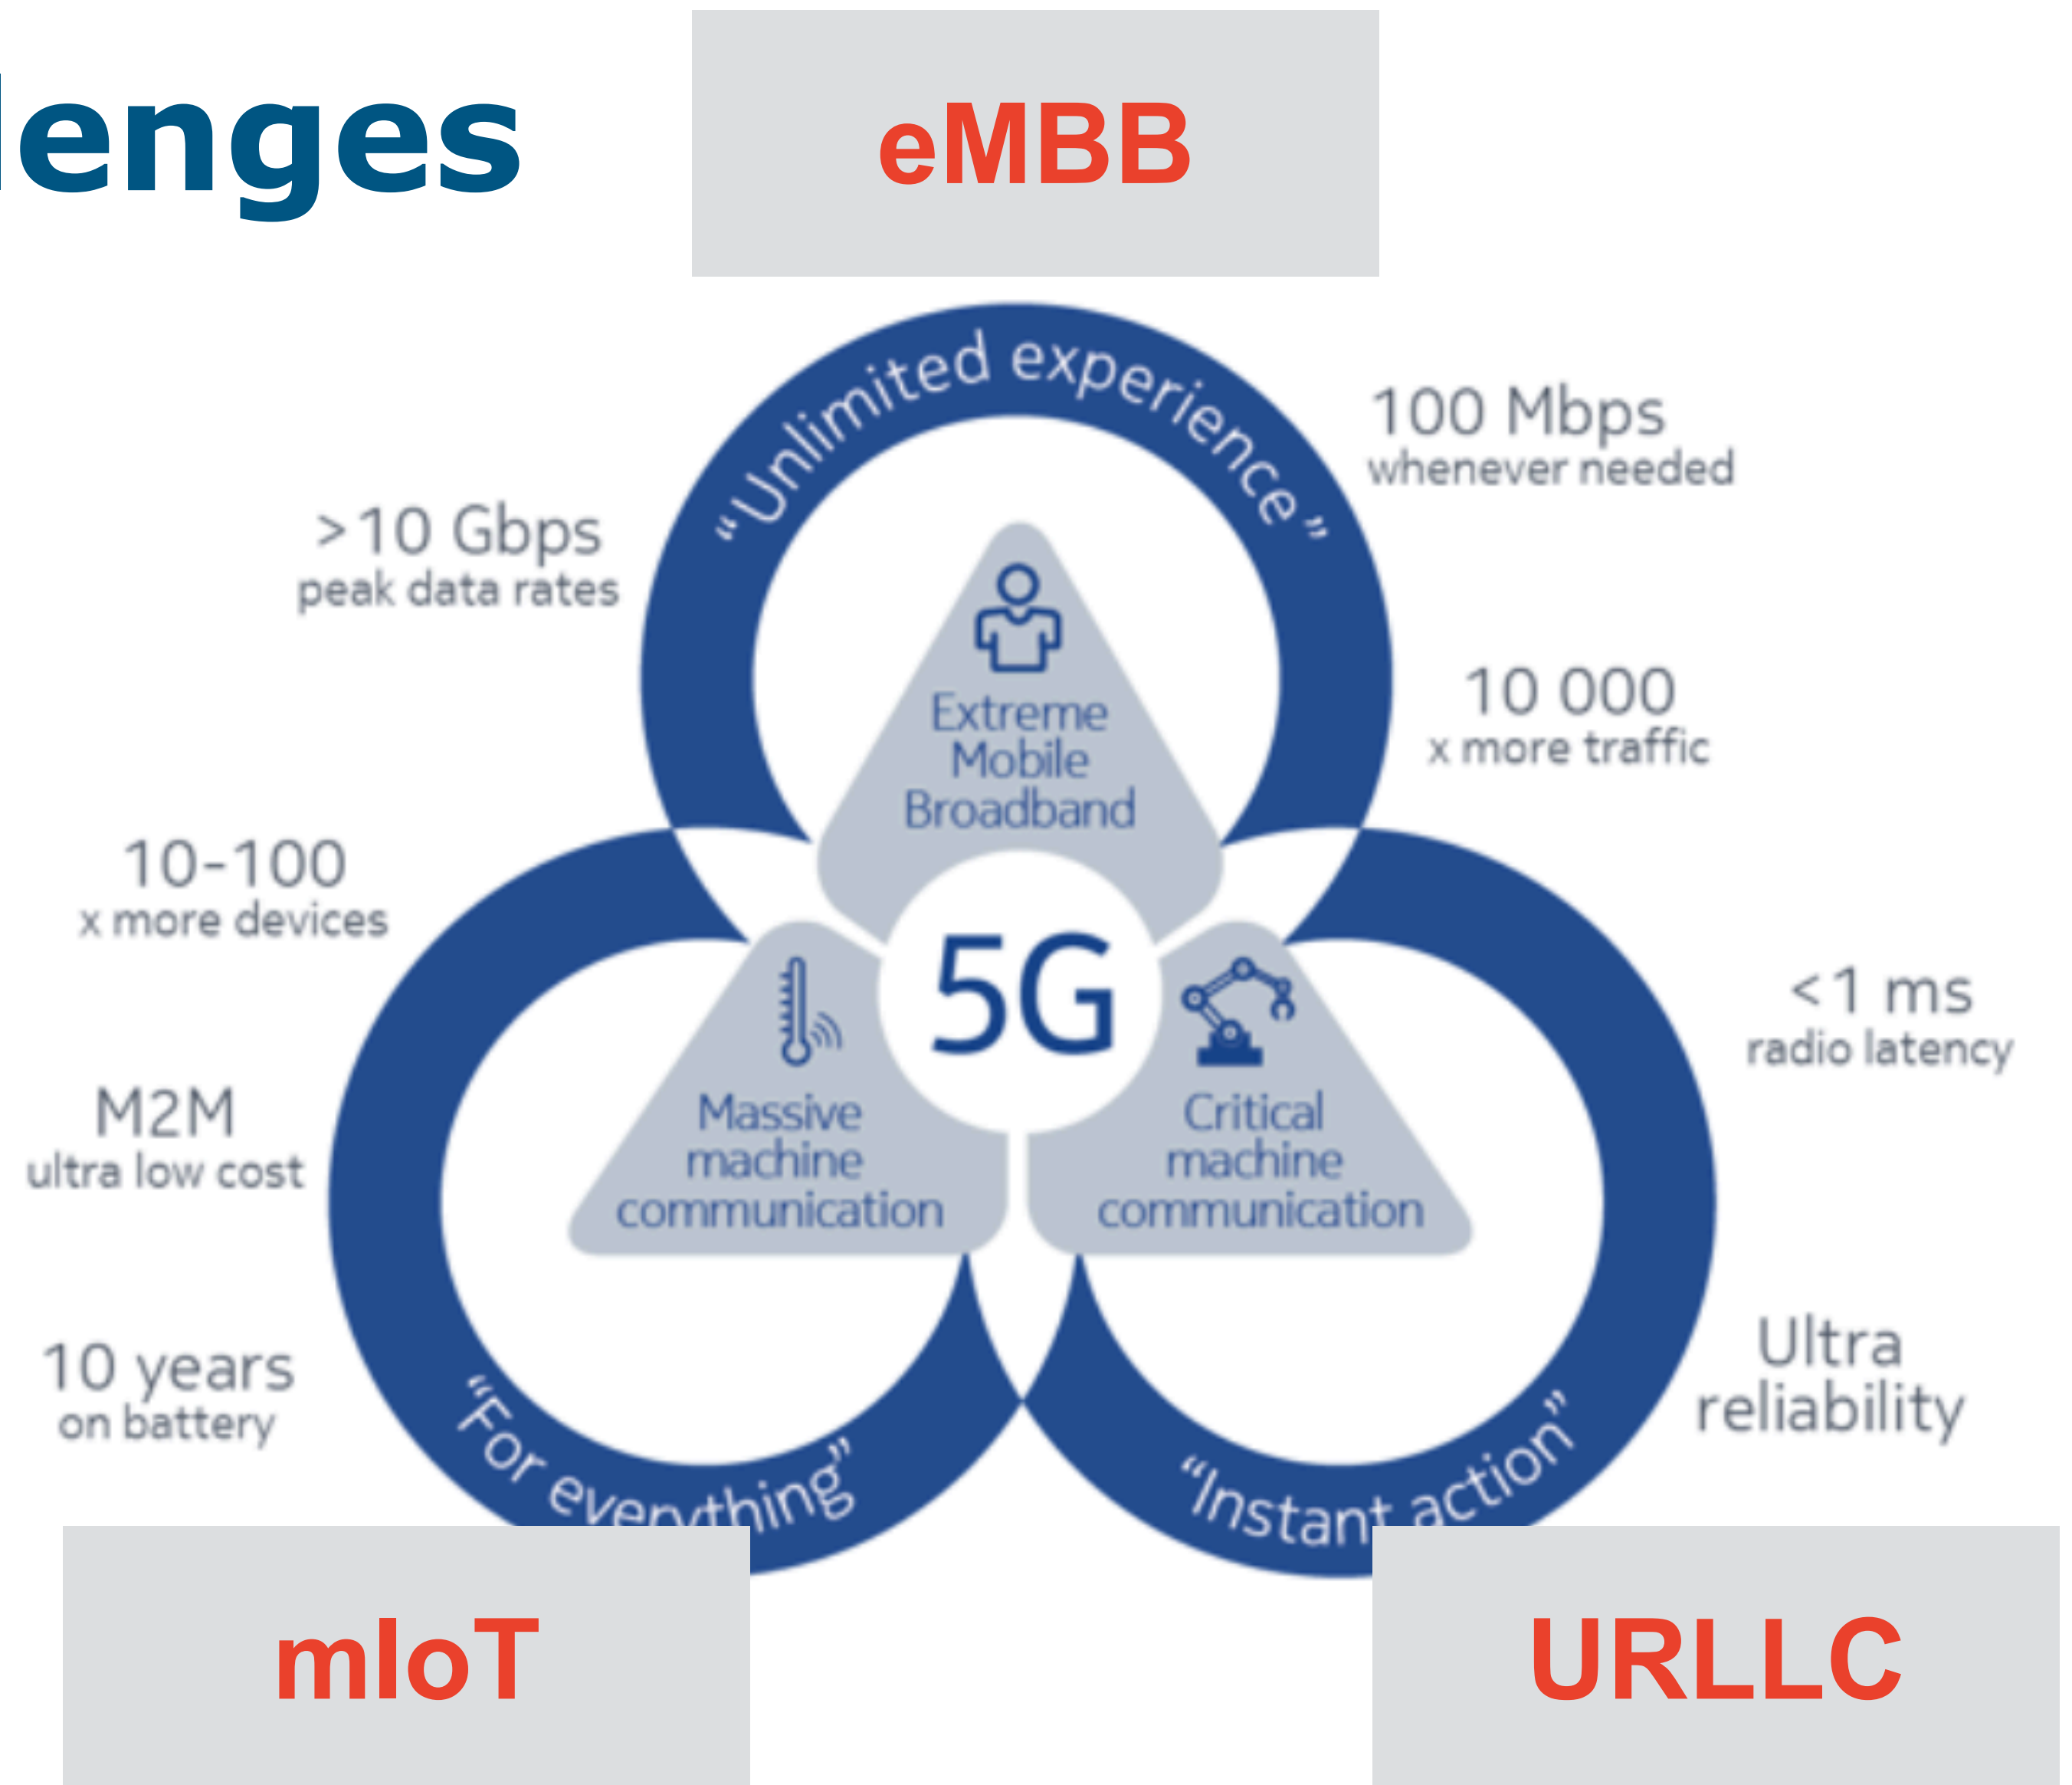 lenges
eMBB
“Unlimited experience”
100 Mbps
whenever needed
>10 Gbps
peak data rates
10 000
x more traffic
Extreme
Mobile
Broadband
10-100
x more devices
5G
<1 ms
radio latency
M2M
ultra low cost
Massive
machine
communication
Critical
machine
communication
10 years
on battery
Ultra
reliability
“For everything”
“Instant action”
mIoT
URLLC